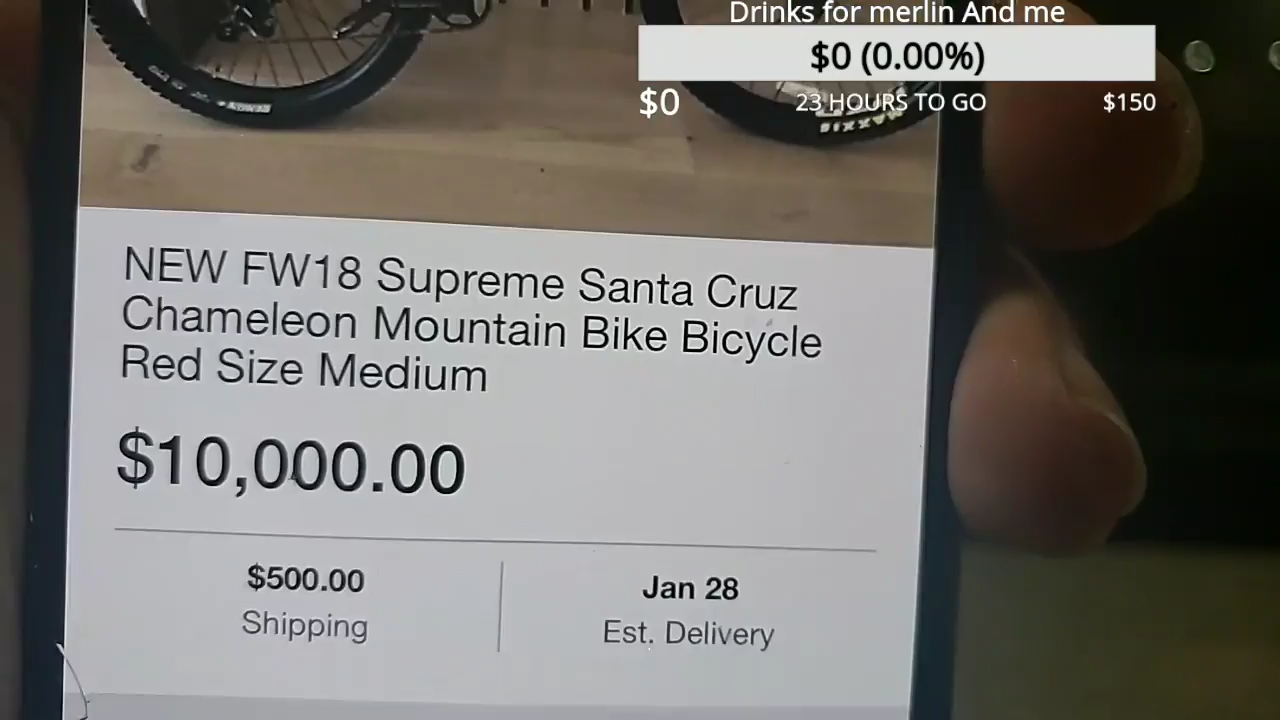 Drinks for merlin And me
$0 (0.00%)
$0 23 HOURS TO GO $150
MAXXIS
NEW FW18 Supreme Santa Cruz
Chameleon Mountain Bike Bicycle
Red Size Medium
$10,000.00
$500.00 Jan 28
Shipping Est. Delivery